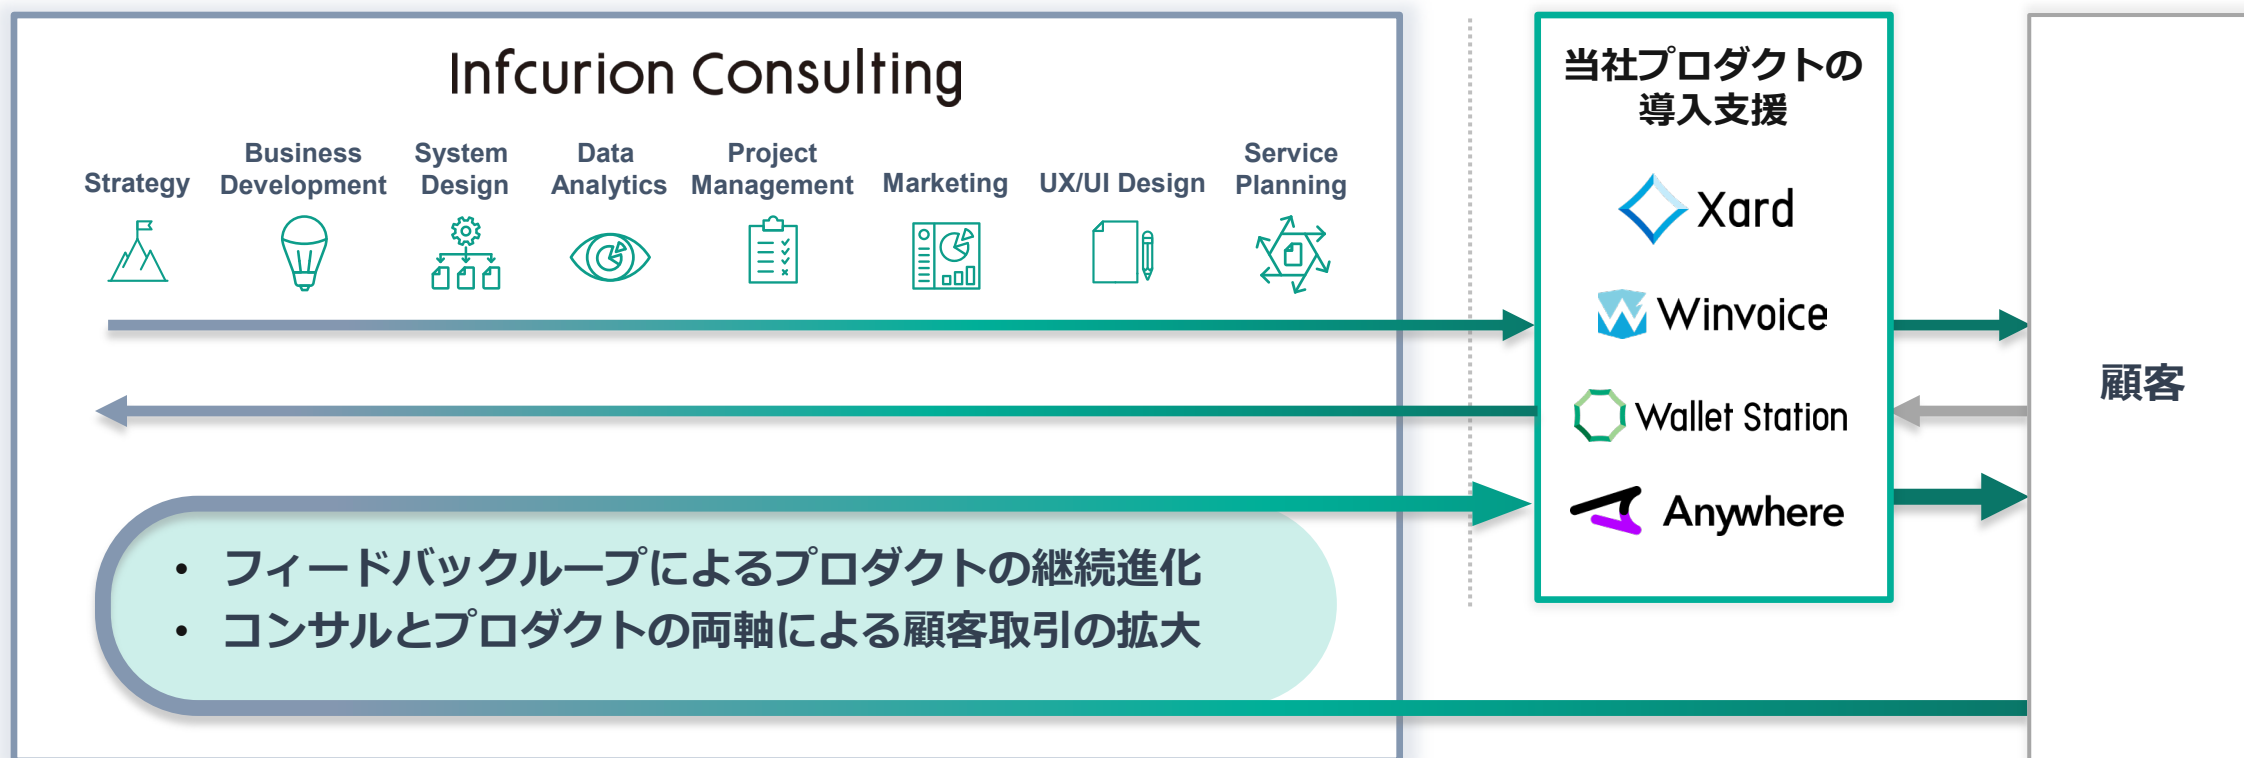 Infcurion Consulting
Strategy
Business
Development
System
Design
Data
Analytics
Project
Management
Marketing
UX/UI Design
Service
Planning
• フィードバックループによるプロダクトの継続進化
• コンサルとプロダクトの両軸による顧客取引の拡大
当社プロダクトの
導入支援
Xard
Winvoice
Wallet Station
Anywhere
顧客